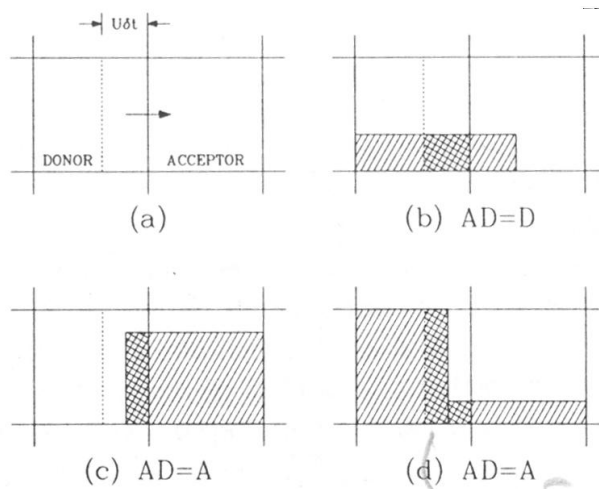 Uδt
DONOR
ACCEPTOR
(a)
(b) AD=D
(c) AD=A
(d) AD=A